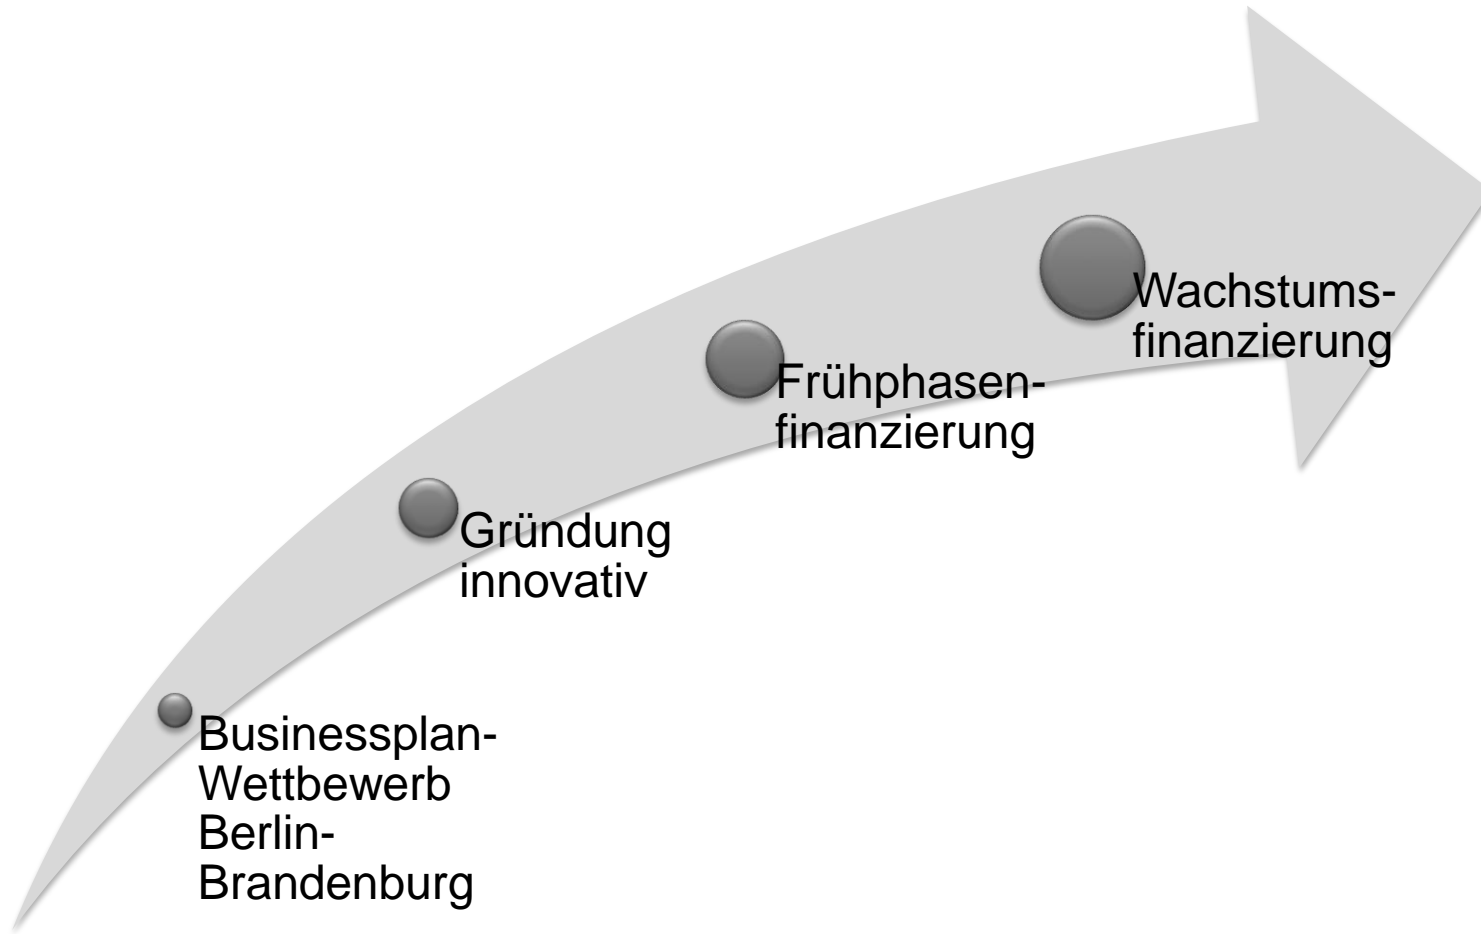 Wachstums-
finanzierung
Frühphasen-
finanzierung
Gründung
innovativ
Businessplan-
Wettbewerb
Berlin-
Brandenburg